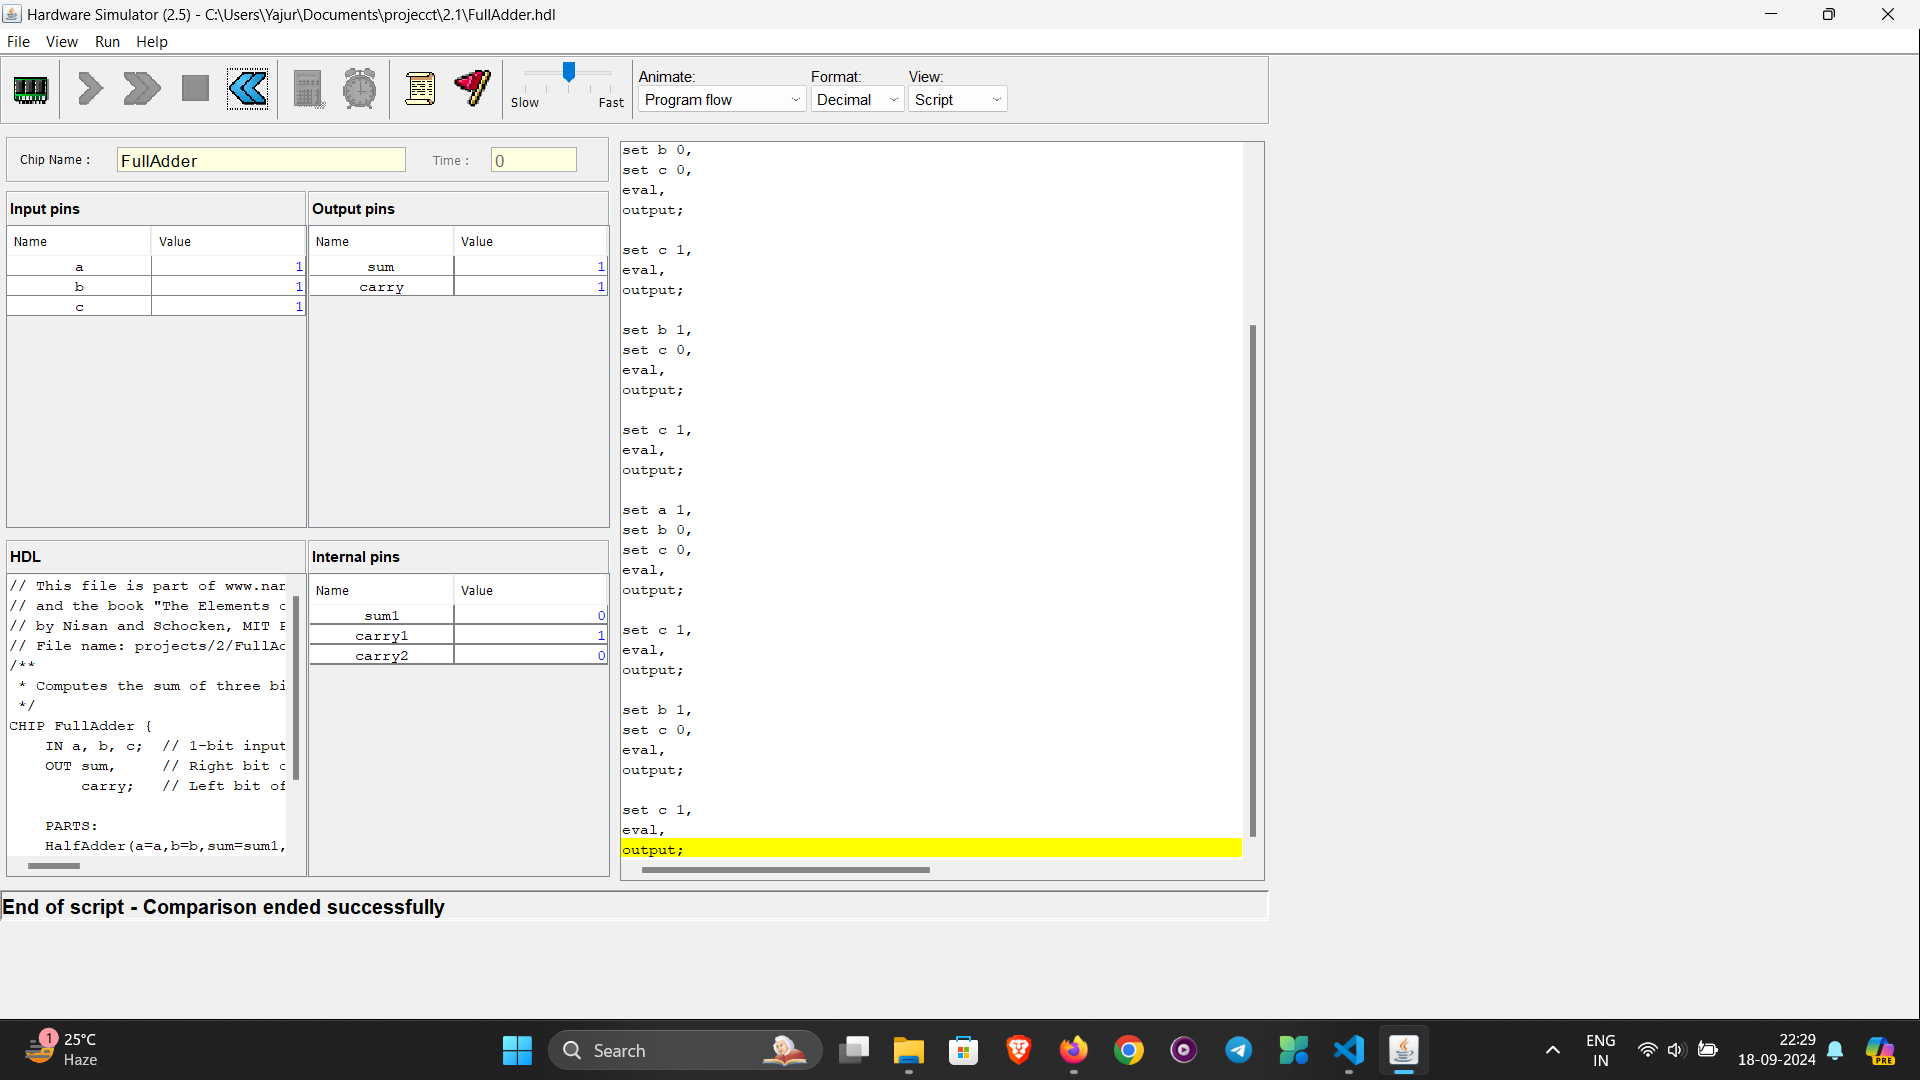 Hardware Simulator (2.5) - C:\Users\Yajur\Documents\projecct\2.1\FullAdder.hdl
File View Run Help
Slow Fast
Animate: Format: View:
Program flow Decimal Script
Chip Name : FullAdder Time : 0
Input pins
Name Value
a 1
b 1
c 1
Output pins
Name Value
sum 1
carry 1
HDL
// This file is part of www.nan
// and the book "The Elements o
// by Nisan and Schocken, MIT P
// File name: projects/2/FullAd
/**
* Computes the sum of three bi
*/
CHIP FullAdder {
IN a, b, c; // 1-bit input
OUT sum, // Right bit o
carry; // Left bit of
PARTS:
HalfAdder(a=a,b=b,sum=sum1,
Internal pins
Name Value
sum1 0
carry1 1
carry2 0
set b 0,
set c 0,
eval,
output;
set c 1,
eval,
output;
set b 1,
set c 0,
eval,
output;
set c 1,
eval,
output;
set a 1,
set b 0,
set c 0,
eval,
output;
set c 1,
eval,
output;
set b 1,
set c 0,
eval,
output;
set c 1,
eval,
output;
End of script - Comparison ended successfully
1
25°C
Haze
Search
ENG
IN
22:29
18-09-2024
PRE